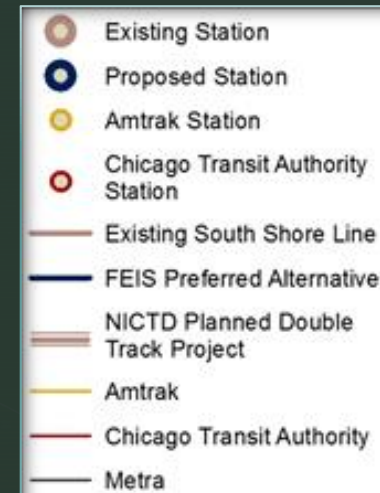 Existing Station
Proposed Station
Amtrak Station
Chicago Transit Authority
Station
Existing South Shore Line
FEIS Preferred Alternative
NICTD Planned Double
Track Project
Amtrak
Chicago Transit Authority
Metra